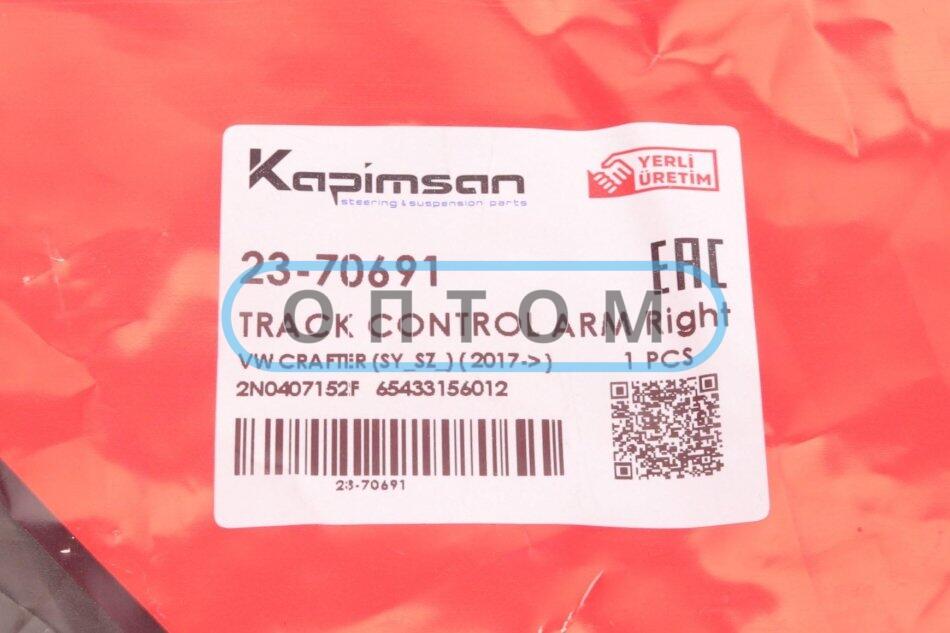 Kapimsan
steering & suspension parts
YERLİ
ÜRETİM
23-70691
EAC
ОПТОМ
TRACK CONTROL ARM Right
VW CRAFTER (SY_SZ_) ( 2017-> )
1 PCS
2N0407152F 65433156012
23-70691